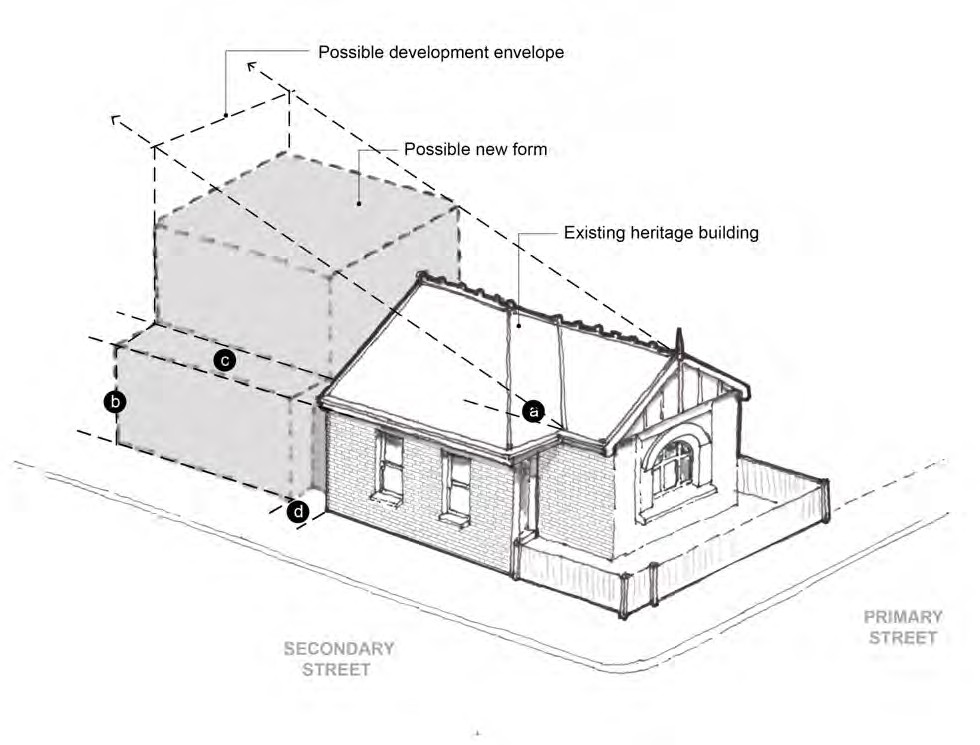 Possible development envelope
Possible new form
Existing heritage building
a
c
b
d
PRIMARY
STREET
SECONDARY
STREET